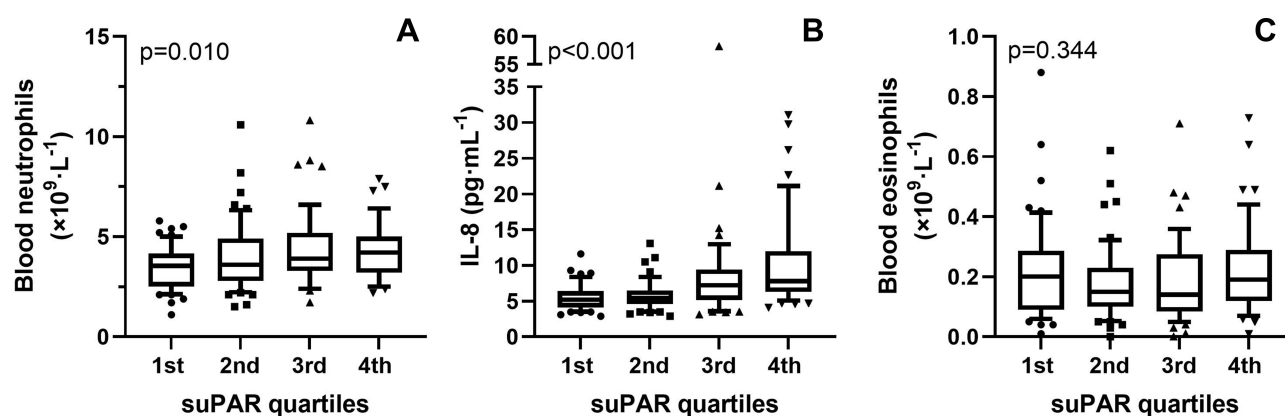 A
p=0.010
15
10
5
0
Blood neutrophils
(×10⁹·L⁻¹)
1st 2nd 3rd 4th
suPAR quartiles
B
p<0.001
60
55
35
30
25
20
15
10
5
0
IL-8 (pg·mL⁻¹)
1st 2nd 3rd 4th
suPAR quartiles
C
p=0.344
1.0
0.8
0.6
0.4
0.2
0.0
Blood eosinophils
(×10⁹·L⁻¹)
1st 2nd 3rd 4th
suPAR quartiles